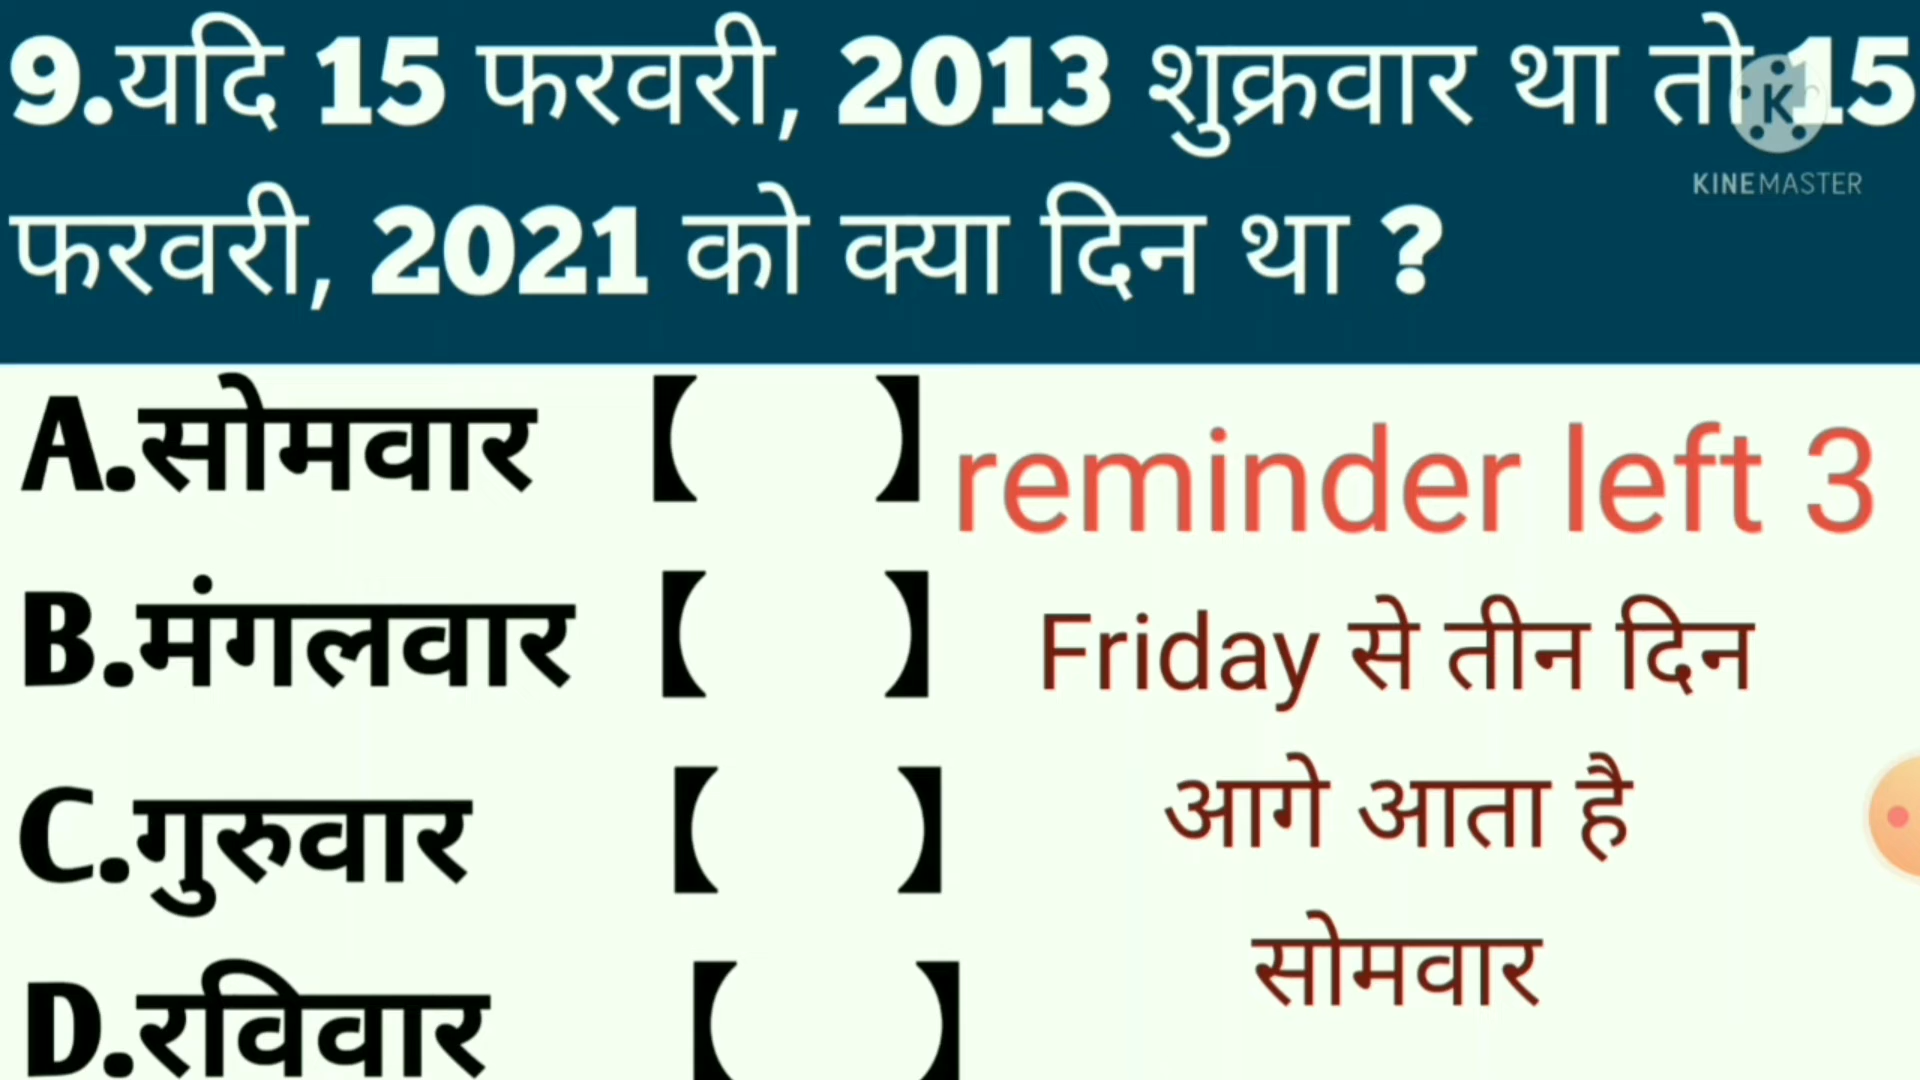 9.यदि 15 फरवरी, 2013 शुक्रवार था तो 15
फरवरी, 2021 को क्या दिन था ?
KINEMASTER
A.सोमवार 【 】
reminder left 3
B.मंगलवार 【 】
Friday से तीन दिन
C.गुरुवार 【 】
आगे आता है
D.रविवार 【 】
सोमवार